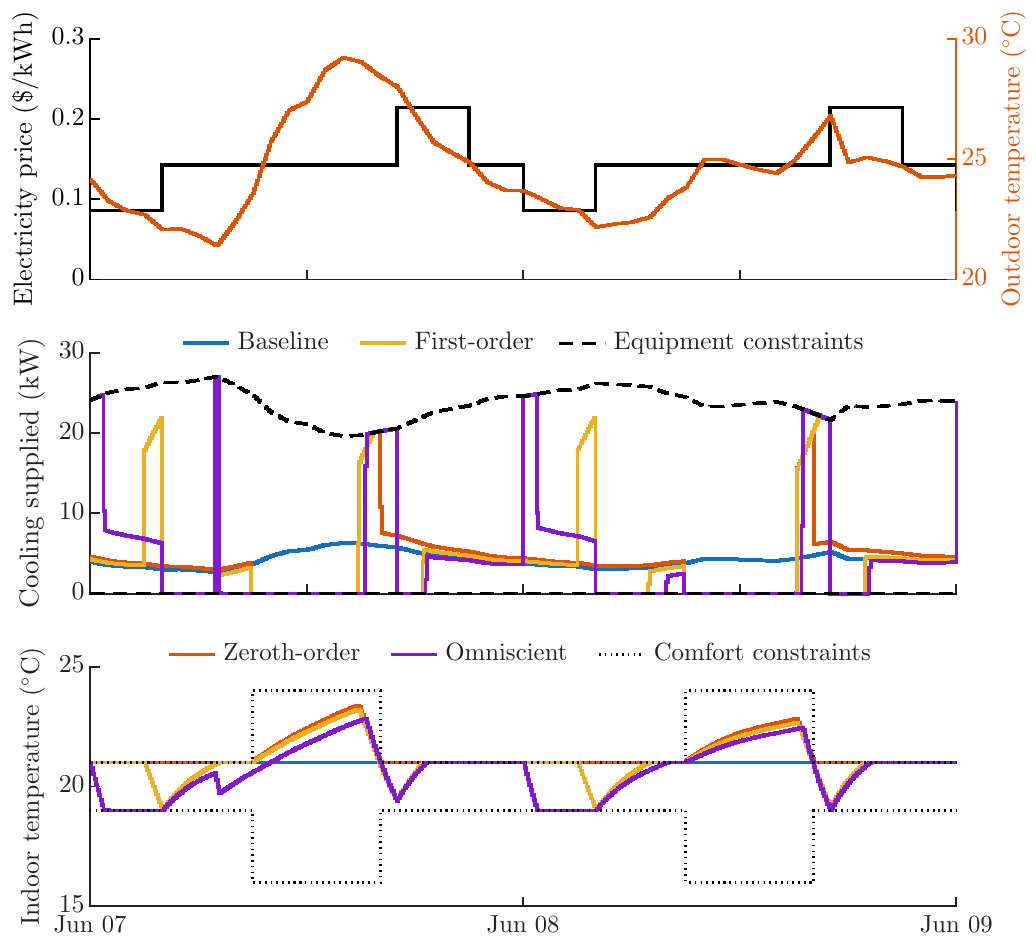 Electricity price ($/kWh)
0.3
0.2
0.1
0
30
25
20
Outdoor temperature (°C)
Baseline
First-order
Equipment constraints
Cooling supplied (kW)
30
20
10
0
Zeroth-order
Omniscient
Comfort constraints
Indoor temperature (°C)
25
20
15
Jun 07
Jun 08
Jun 09